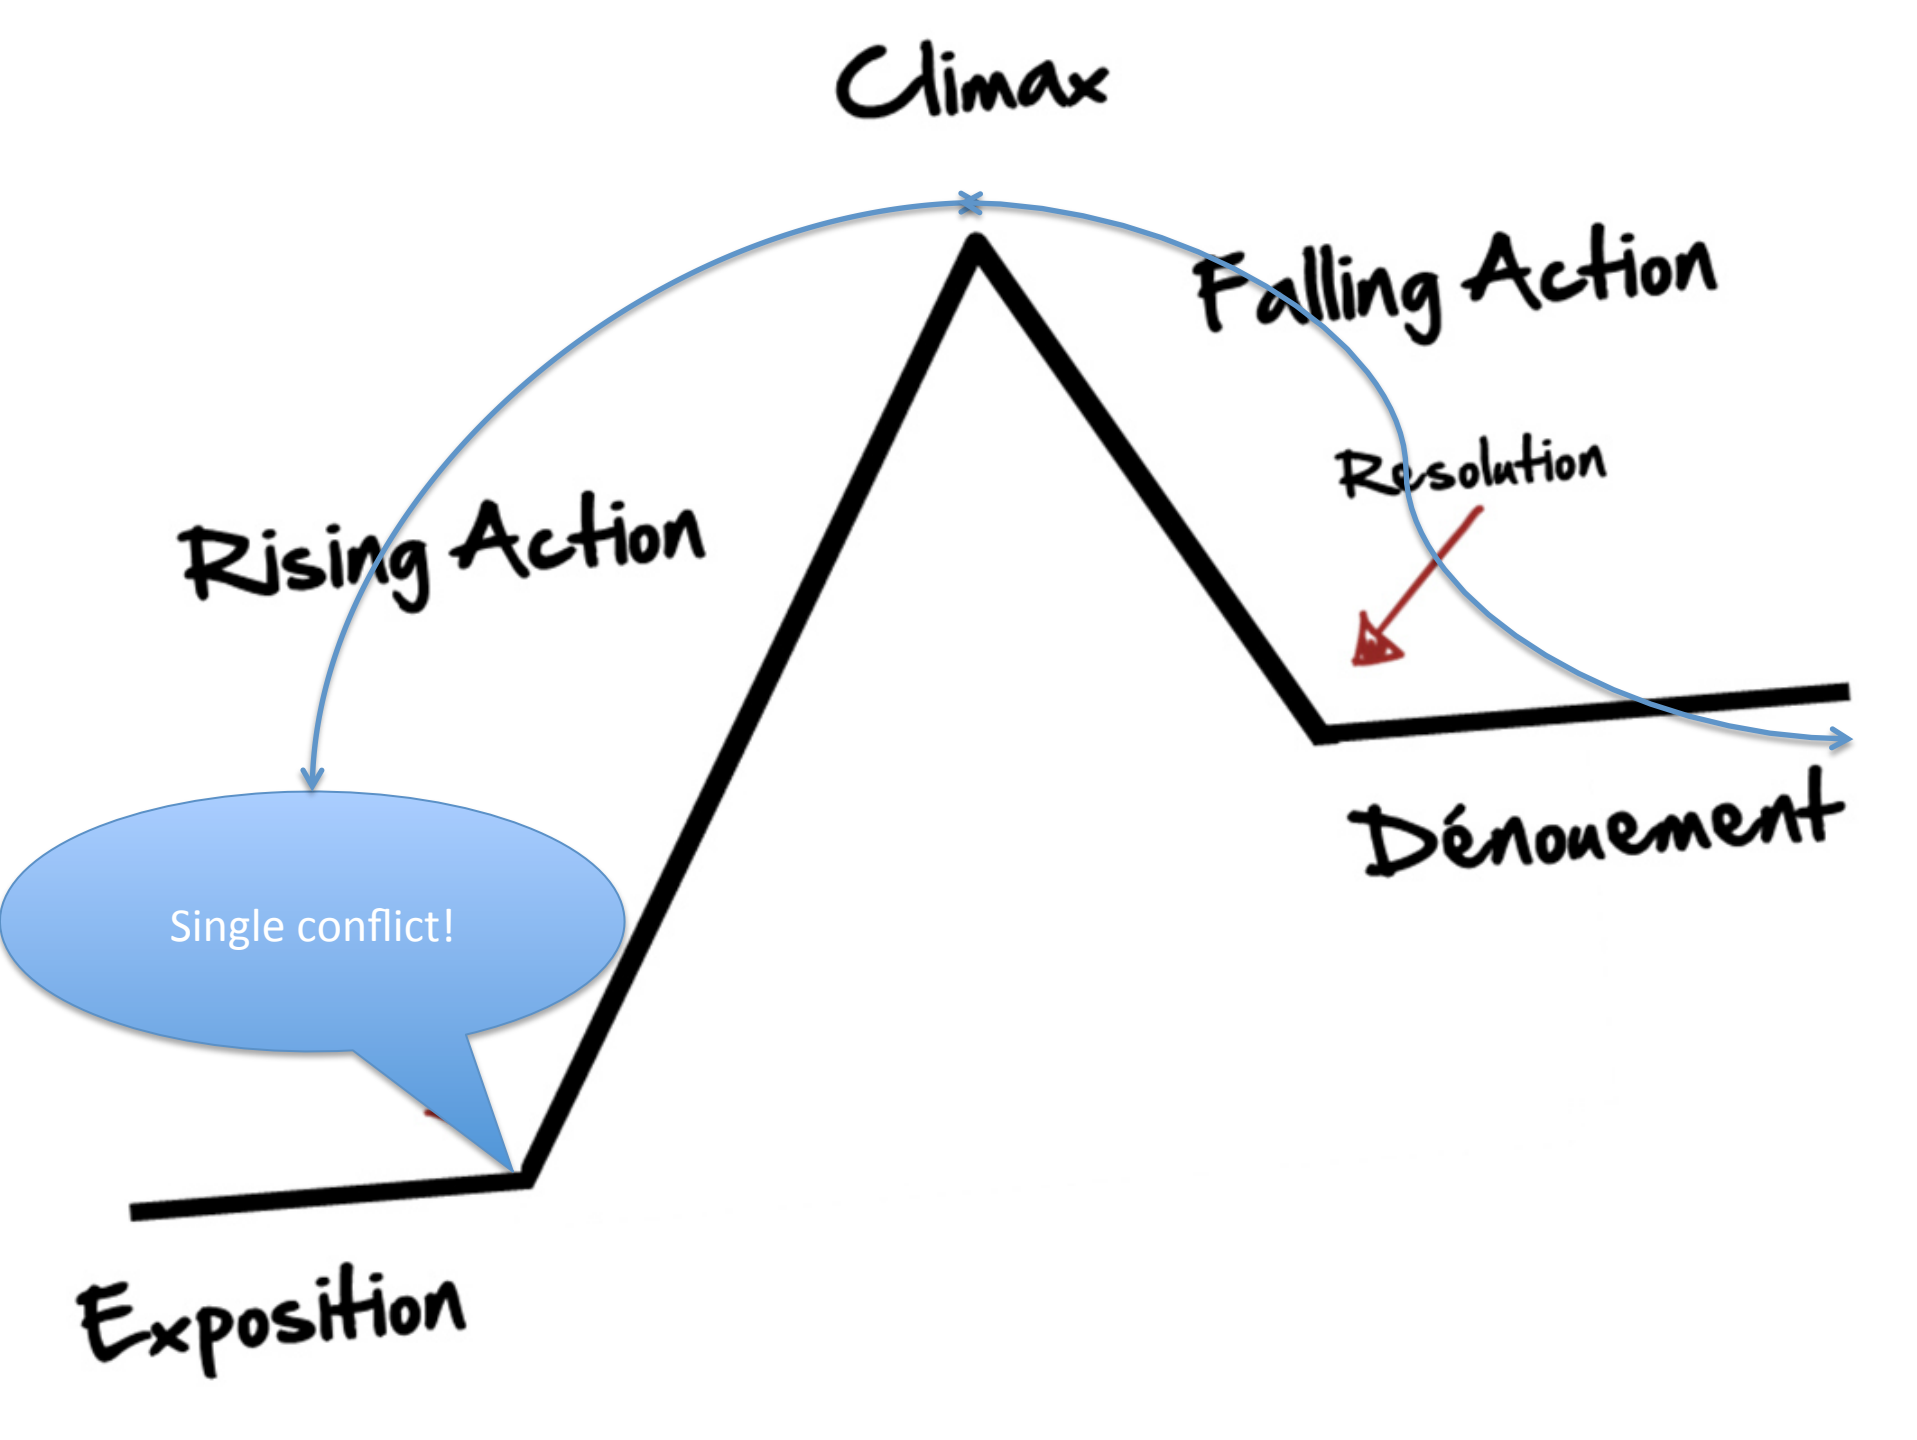 Climax
Falling Action
Resolution
Rising Action
Dénouement
Single conflict!
Exposition